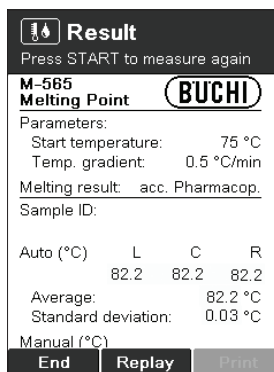 Result
Press START to measure again
M-565
Melting Point
BÜCHI
Parameters:
Start temperature: 75 °C
Temp. gradient: 0.5 °C/min
Melting result: acc. Pharmacop.
Sample ID:
Auto (°C) L C R
82.2 82.2 82.2
Average: 82.2 °C
Standard deviation: 0.03 °C
Manual (°C)
End Replay Print